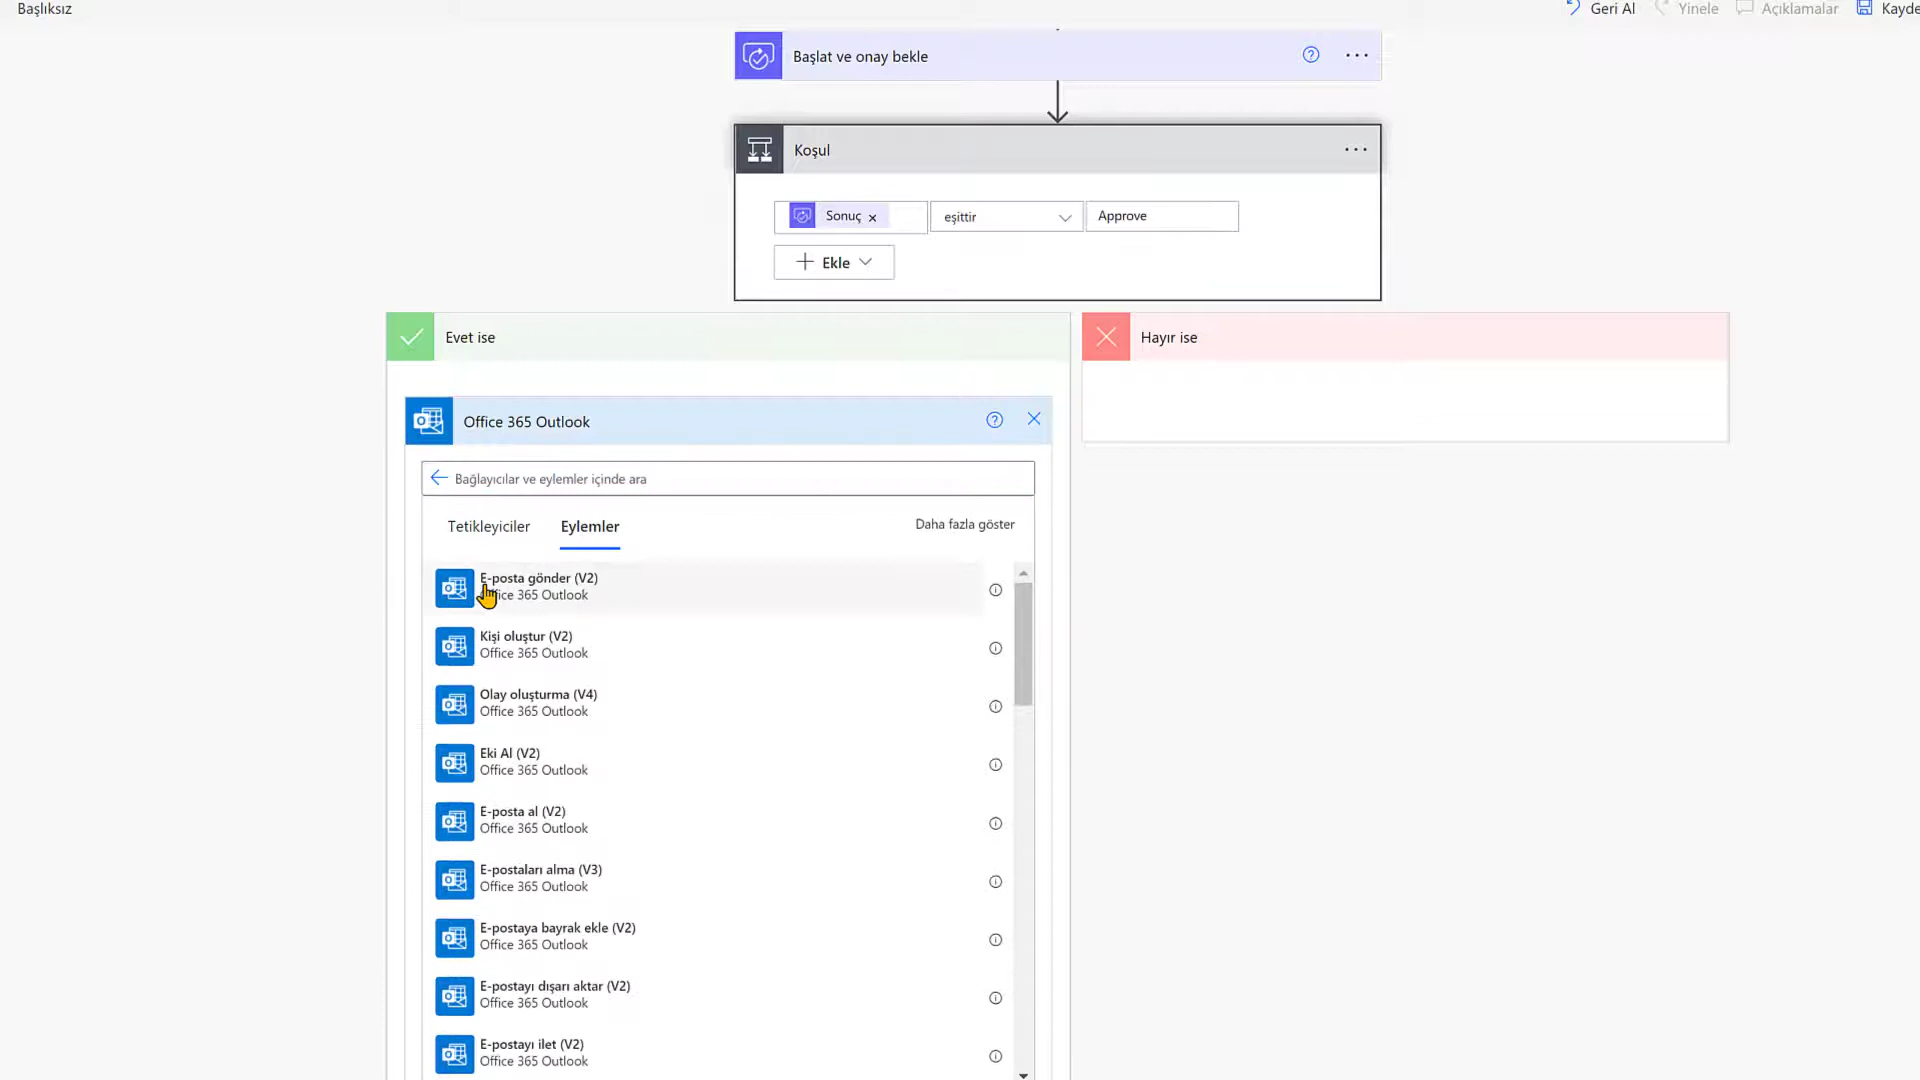 Başlıksız
Geri Al
Yinele
Açıklamalar
Kayde
Başlat ve onay bekle
Koşul
Sonuç
eşittir
Approve
Ekle
Evet ise
Hayır ise
Office 365 Outlook
Bağlayıcılar ve eylemler içinde ara
Tetikleyiciler
Eylemler
Daha fazla göster
E-posta gönder (V2)
365 Outlook
Kişi oluştur (V2)
Office 365 Outlook
Olay oluşturma (V4)
Office 365 Outlook
Eki Al (V2)
Office 365 Outlook
E-posta al (V2)
Office 365 Outlook
E-postaları alma (V3)
Office 365 Outlook
E-postaya bayrak ekle (V2)
Office 365 Outlook
E-postayı dışarı aktar (V2)
Office 365 Outlook
E-postayı ilet (V2)
Office 365 Outlook